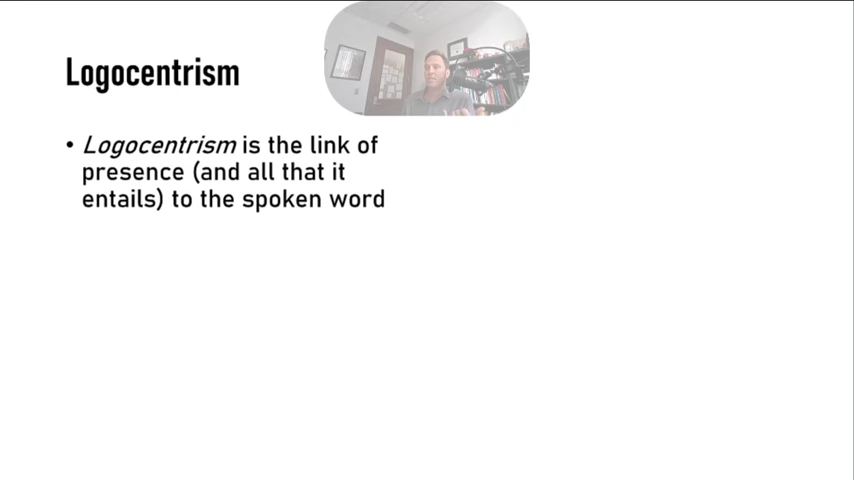 Logocentrism
• Logocentrism is the link of
presence (and all that it
entails) to the spoken word